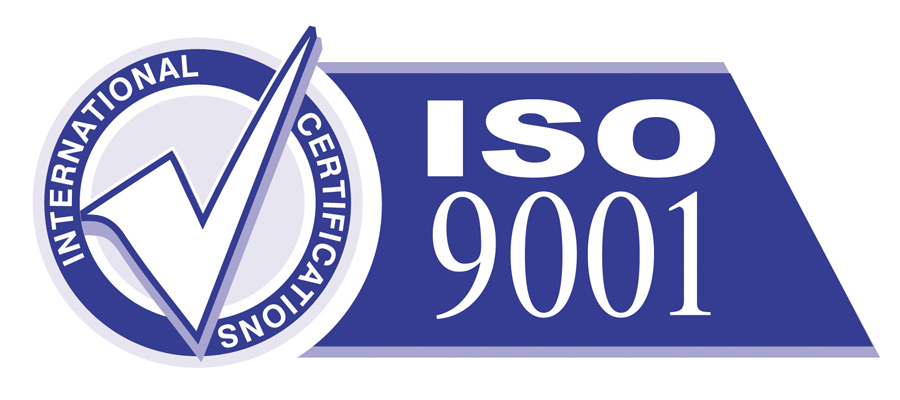 INTERNATIONAL
CERTIFICATIONS
ISO
9001